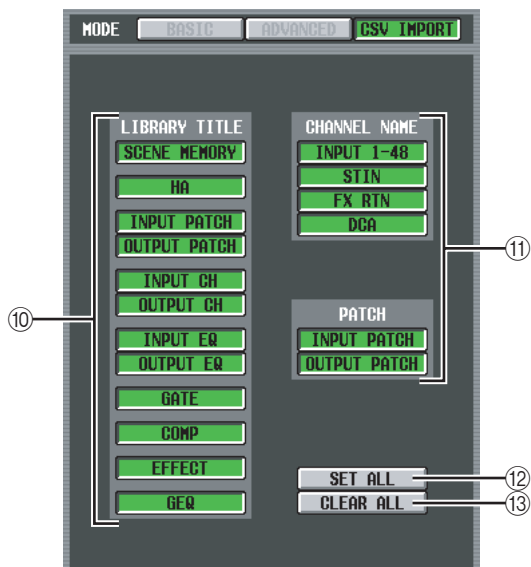 MODE BASIC ADVANCED CSV IMPORT
LIBRARY TITLE
SCENE MEMORY
HA
INPUT PATCH
OUTPUT PATCH
INPUT CH
OUTPUT CH
INPUT EQ
OUTPUT EQ
GATE
COMP
EFFECT
GEQ
⑩
CHANNEL NAME
INPUT 1-48
STIN
FX RTN
DCA
PATCH
INPUT PATCH
OUTPUT PATCH
⑪
SET ALL ⑫
CLEAR ALL ⑬